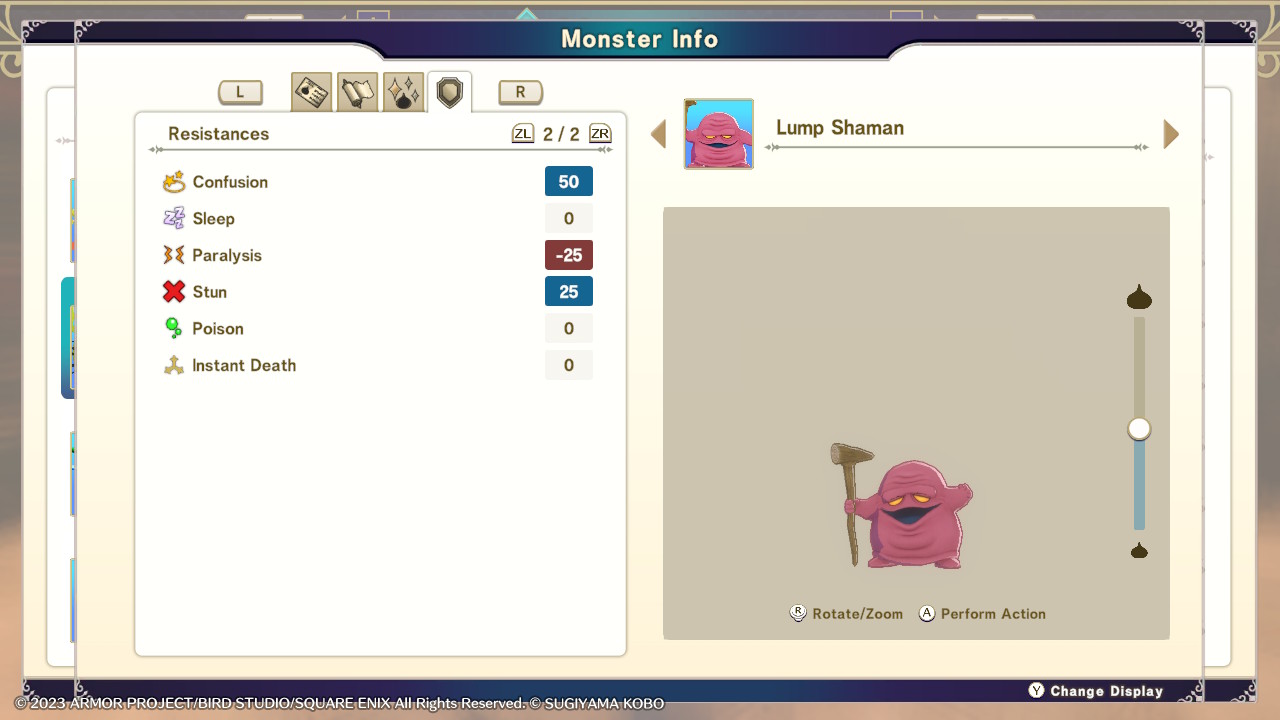 Monster Info
L
R
Resistances
ZL 2 / 2 ZR
Lump Shaman
Confusion 50
Sleep 0
Paralysis -25
Stun 25
Poison 0
Instant Death 0
R Rotate/Zoom A Perform Action
Y Change Display
© 2023 ARMOR PROJECT/BIRD STUDIO/SQUARE ENIX All Rights Reserved. © SUGIYAMA KOBO